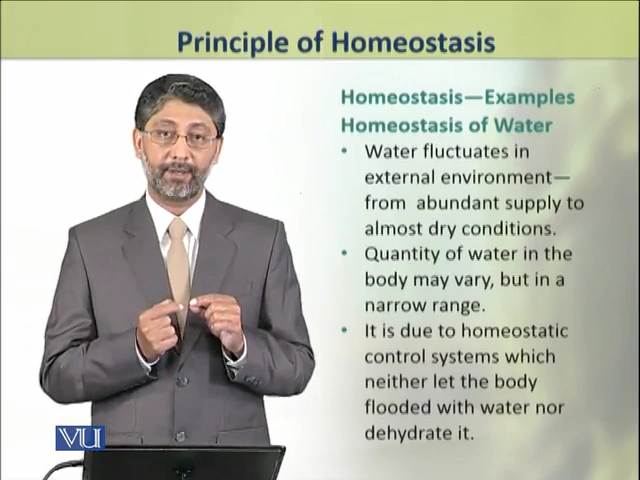 Principle of Homeostasis
Homeostasis—Examples
Homeostasis of Water
• Water fluctuates in
external environment—
from abundant supply to
almost dry conditions.
• Quantity of water in the
body may vary, but in a
narrow range.
• It is due to homeostatic
control systems which
neither let the body
flooded with water nor
dehydrate it.
VU